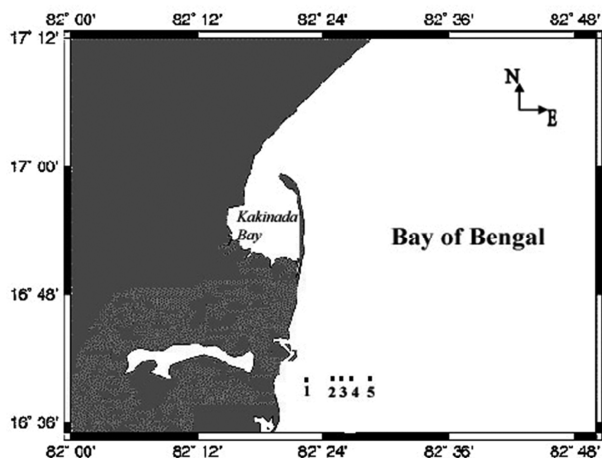 82° 00' 82° 12' 82° 24' 82° 36' 82° 48'
17° 12'
N
E
17° 00'
Kakinada
Bay
Bay of Bengal
16° 48'
1 2 3 4 5
16° 36'
82° 00' 82° 12' 82° 24' 82° 36' 82° 48'